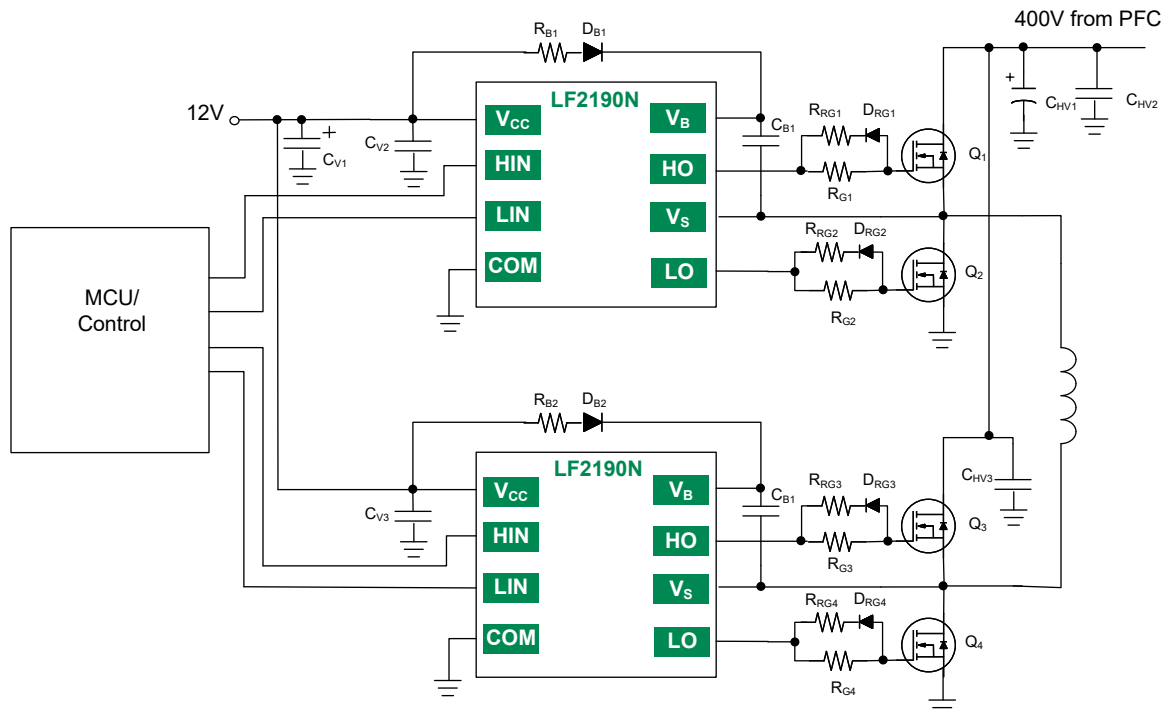 400V from PFC
RB1
DB1
LF2190N
12V
VCC
VB
CV1
CV2
CB1
RRG1
DRG1
CHV1
CHV2
HIN
HO
RG1
Q1
LIN
VS
RRG2
DRG2
COM
LO
RG2
Q2
MCU/
Control
RB2
DB2
LF2190N
VCC
VB
CV3
CB1
RRG3
DRG3
CHV3
HIN
HO
RG3
Q3
LIN
VS
RRG4
DRG4
COM
LO
RG4
Q4
+
+